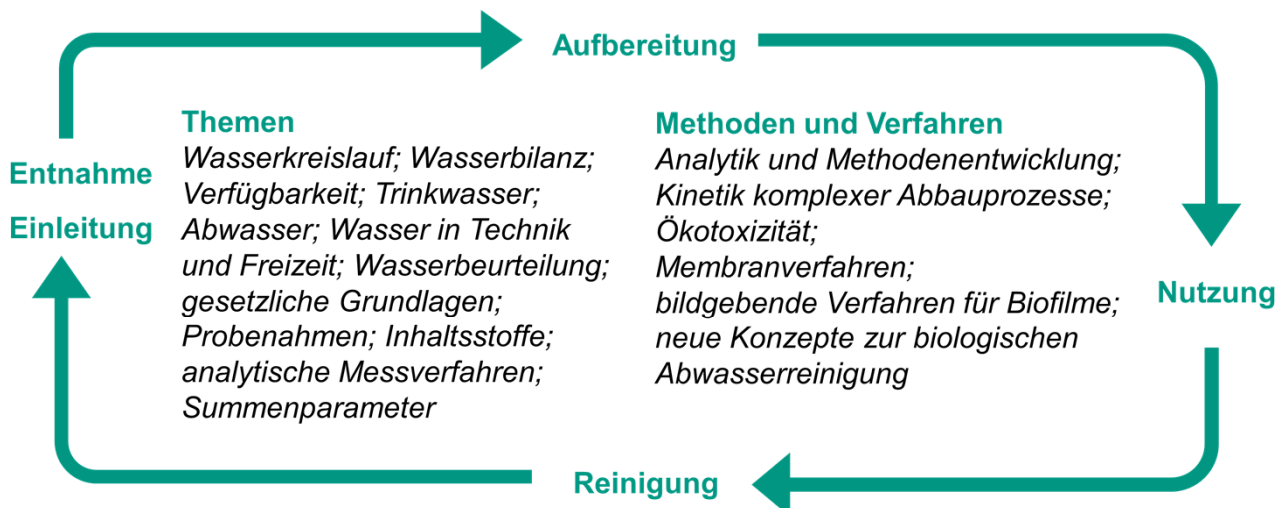 Aufbereitung
Themen
Wasserkreislauf; Wasserbilanz;
Verfügbarkeit; Trinkwasser;
Abwasser; Wasser in Technik
und Freizeit; Wasserbeurteilung;
gesetzliche Grundlagen;
Probenahmen; Inhaltsstoffe;
analytische Messverfahren;
Summenparameter
Methoden und Verfahren
Analytik und Methodenentwicklung;
Kinetik komplexer Abbauprozesse;
Ökotoxizität;
Membranverfahren;
bildgebende Verfahren für Biofilme;
neue Konzepte zur biologischen
Abwasserreinigung
Entnahme
Einleitung
Nutzung
Reinigung